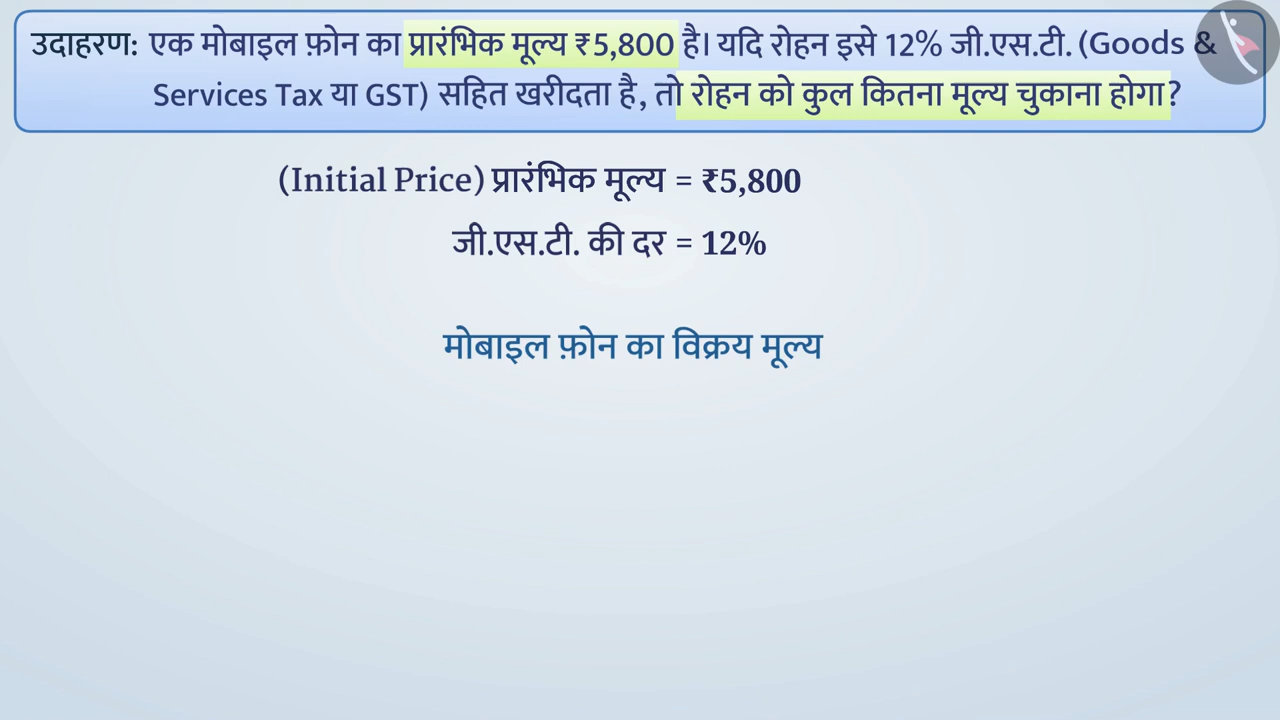 उदाहरण: एक मोबाइल फ़ोन का प्रारंभिक मूल्य ₹5,800 है। यदि रोहन इसे 12% जी.एस.टी. (Goods &
Services Tax या GST) सहित खरीदता है, तो रोहन को कुल कितना मूल्य चुकाना होगा?
(Initial Price) प्रारंभिक मूल्य = ₹5,800
जी.एस.टी. की दर = 12%
मोबाइल फ़ोन का विक्रय मूल्य